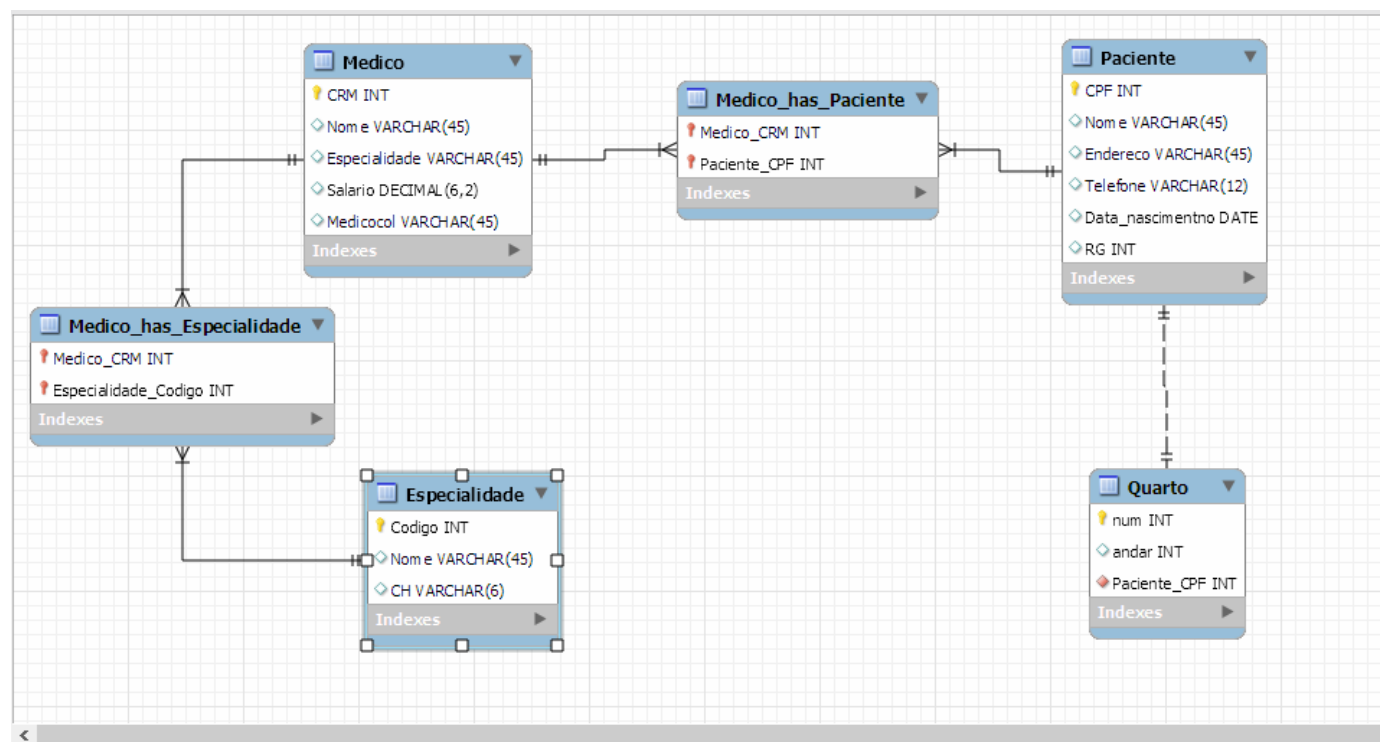 Medico
CRM INT
Nome VARCHAR(45)
Especialidade VARCHAR(45)
Salario DECIMAL(6,2)
Medicocol VARCHAR(45)
Indexes
Medico_has_Paciente
Medico_CRM INT
Paciente_CPF INT
Indexes
Paciente
CPF INT
Nome VARCHAR(45)
Endereco VARCHAR(45)
Telefone VARCHAR(12)
Data_nascimentno DATE
RG INT
Indexes
Medico_has_Especialidade
Medico_CRM INT
Especialidade_Codigo INT
Indexes
Especialidade
Codigo INT
Nome VARCHAR(45)
CH VARCHAR(6)
Indexes
Quarto
num INT
andar INT
Paciente_CPF INT
Indexes